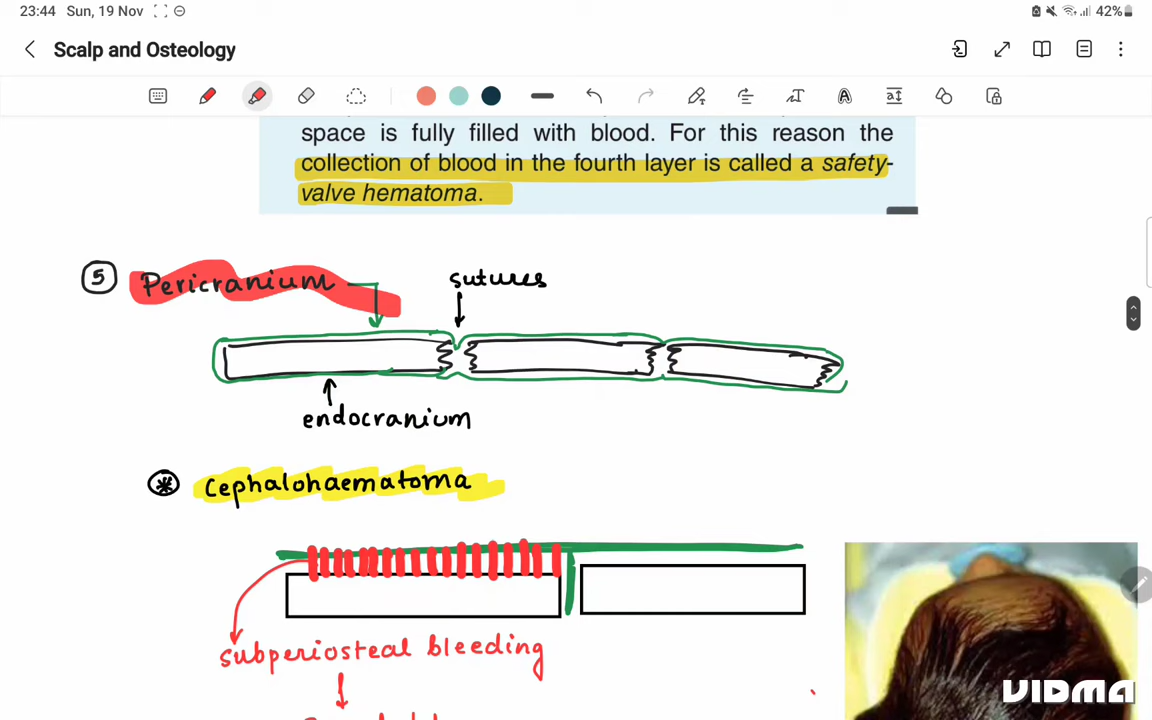 23:44 Sun, 19 Nov
42%
Scalp and Osteology
space is fully filled with blood. For this reason the
collection of blood in the fourth layer is called a safety-
valve hematoma.
5 Pericranium
sutures
endocranium
* Cephalohaematoma
subperiosteal bleeding
VIDMA